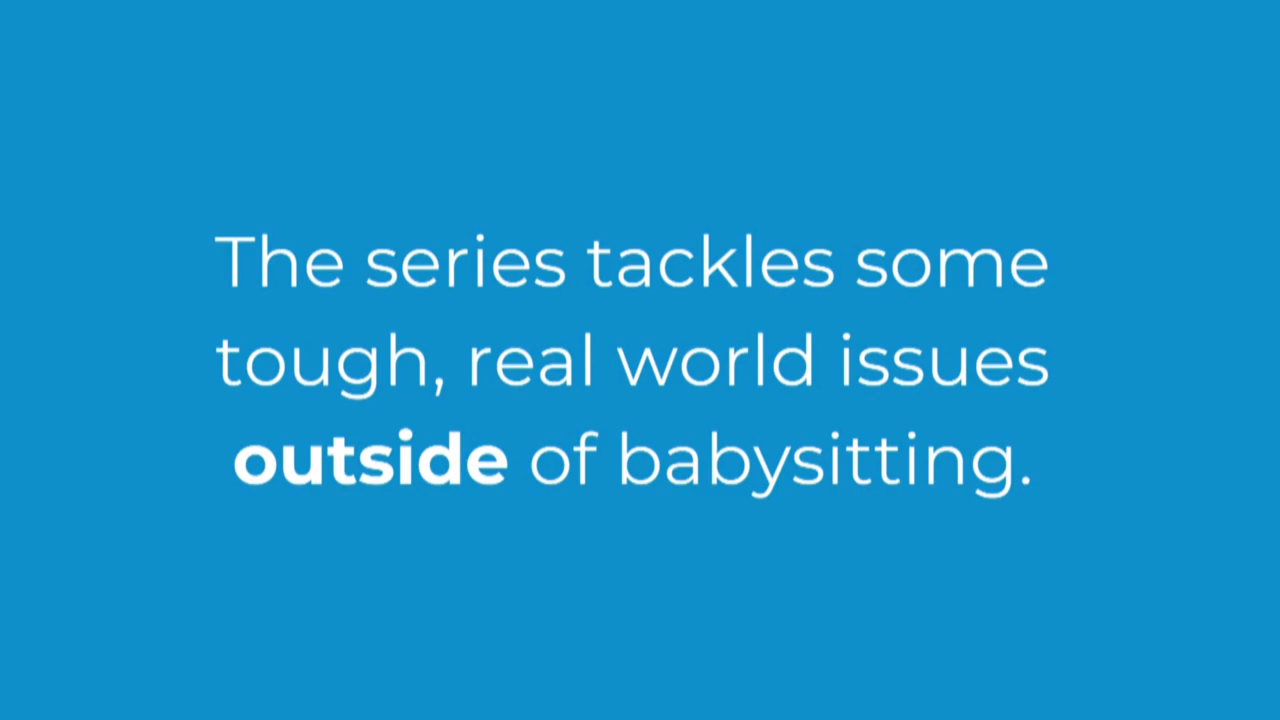 The series tackles some
tough, real world issues
outside of babysitting.